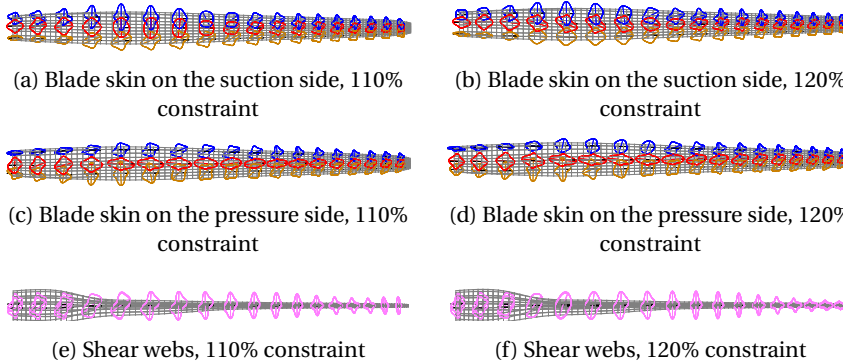 (a) Blade skin on the suction side, 110%
constraint
(b) Blade skin on the suction side, 120%
constraint
(c) Blade skin on the pressure side, 110%
constraint
(d) Blade skin on the pressure side, 120%
constraint
(e) Shear webs, 110% constraint
(f) Shear webs, 120% constraint